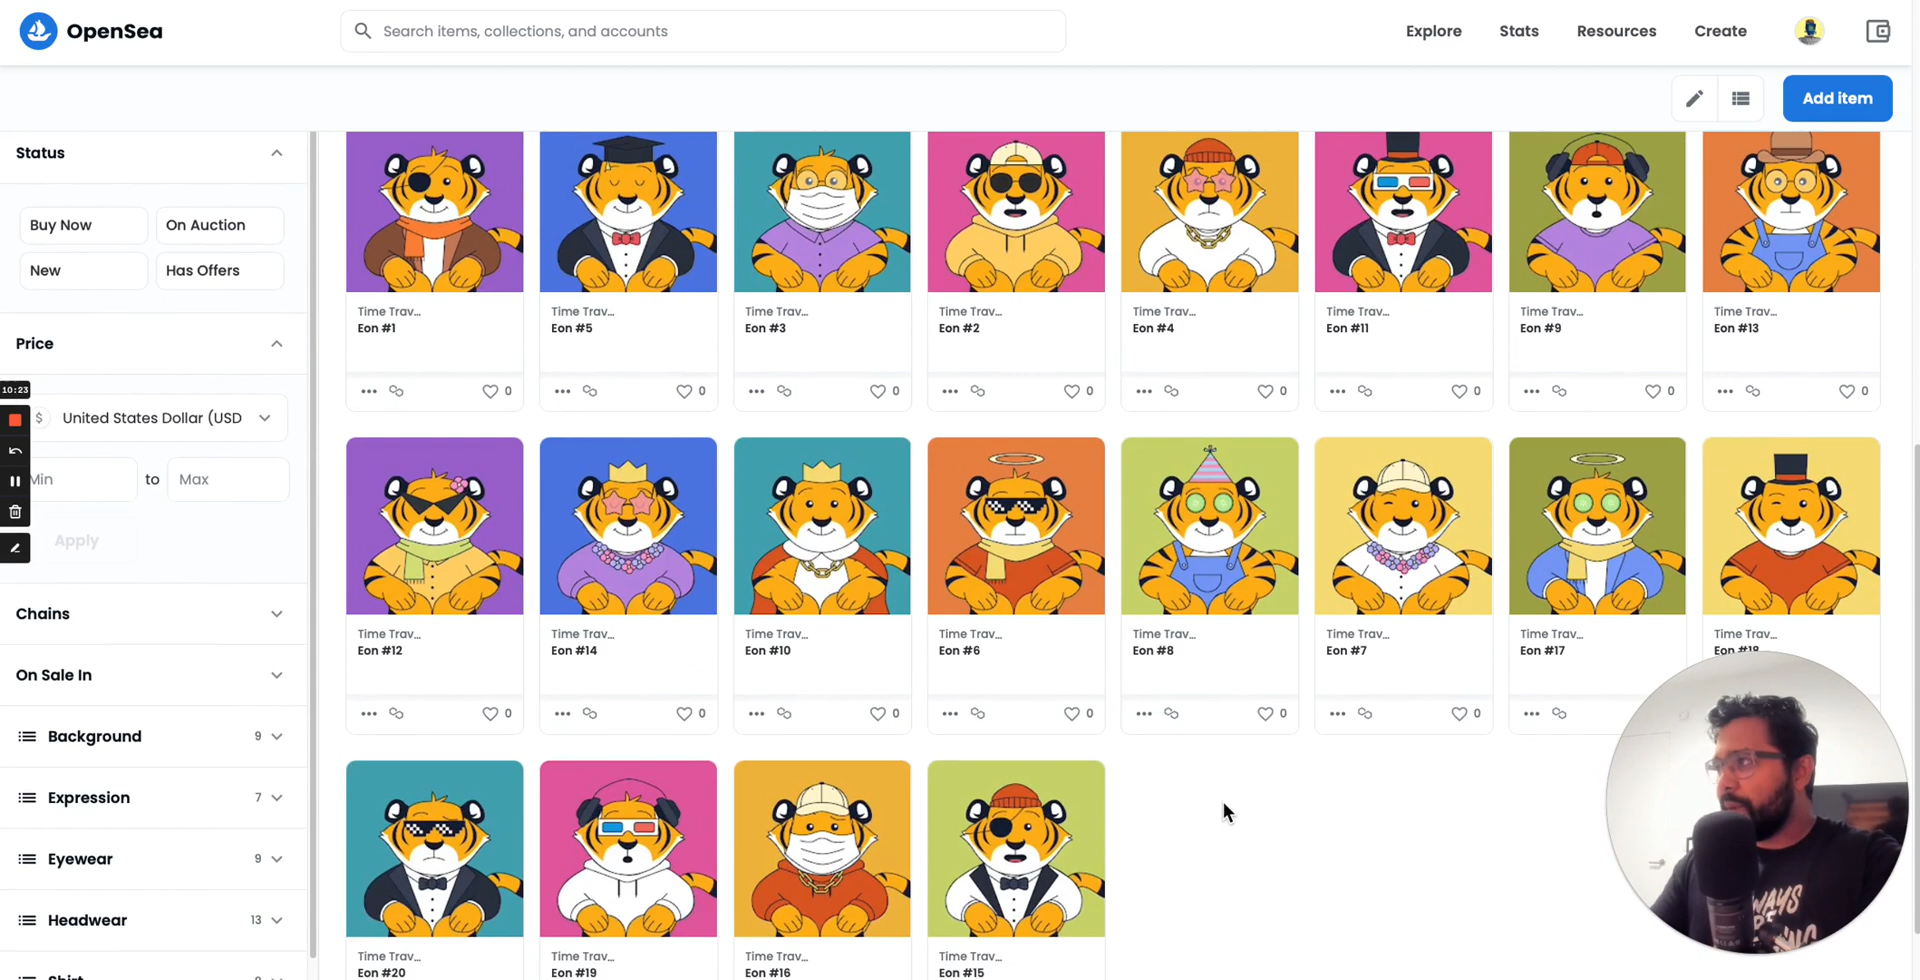 OpenSea
Search items, collections, and accounts
Explore
Stats
Resources
Create
Add item
Status
Buy Now
On Auction
New
Has Offers
Price
10:23
$ United States Dollar (USD
Min
to
Max
Apply
Chains
On Sale In
Background 9
Expression 7
Eyewear 9
Headwear 13
Time Trav...
Eon #1
0
Time Trav...
Eon #5
0
Time Trav...
Eon #3
0
Time Trav...
Eon #2
0
Time Trav...
Eon #4
0
Time Trav...
Eon #11
0
Time Trav...
Eon #9
0
Time Trav...
Eon #13
0
Time Trav...
Eon #12
0
Time Trav...
Eon #14
0
Time Trav...
Eon #10
0
Time Trav...
Eon #6
0
Time Trav...
Eon #8
0
Time Trav...
Eon #7
0
Time Trav...
Eon #17
Time Trav...
Eon #18
Time Trav...
Eon #20
Time Trav...
Eon #19
Time Trav...
Eon #16
Time Trav...
Eon #15